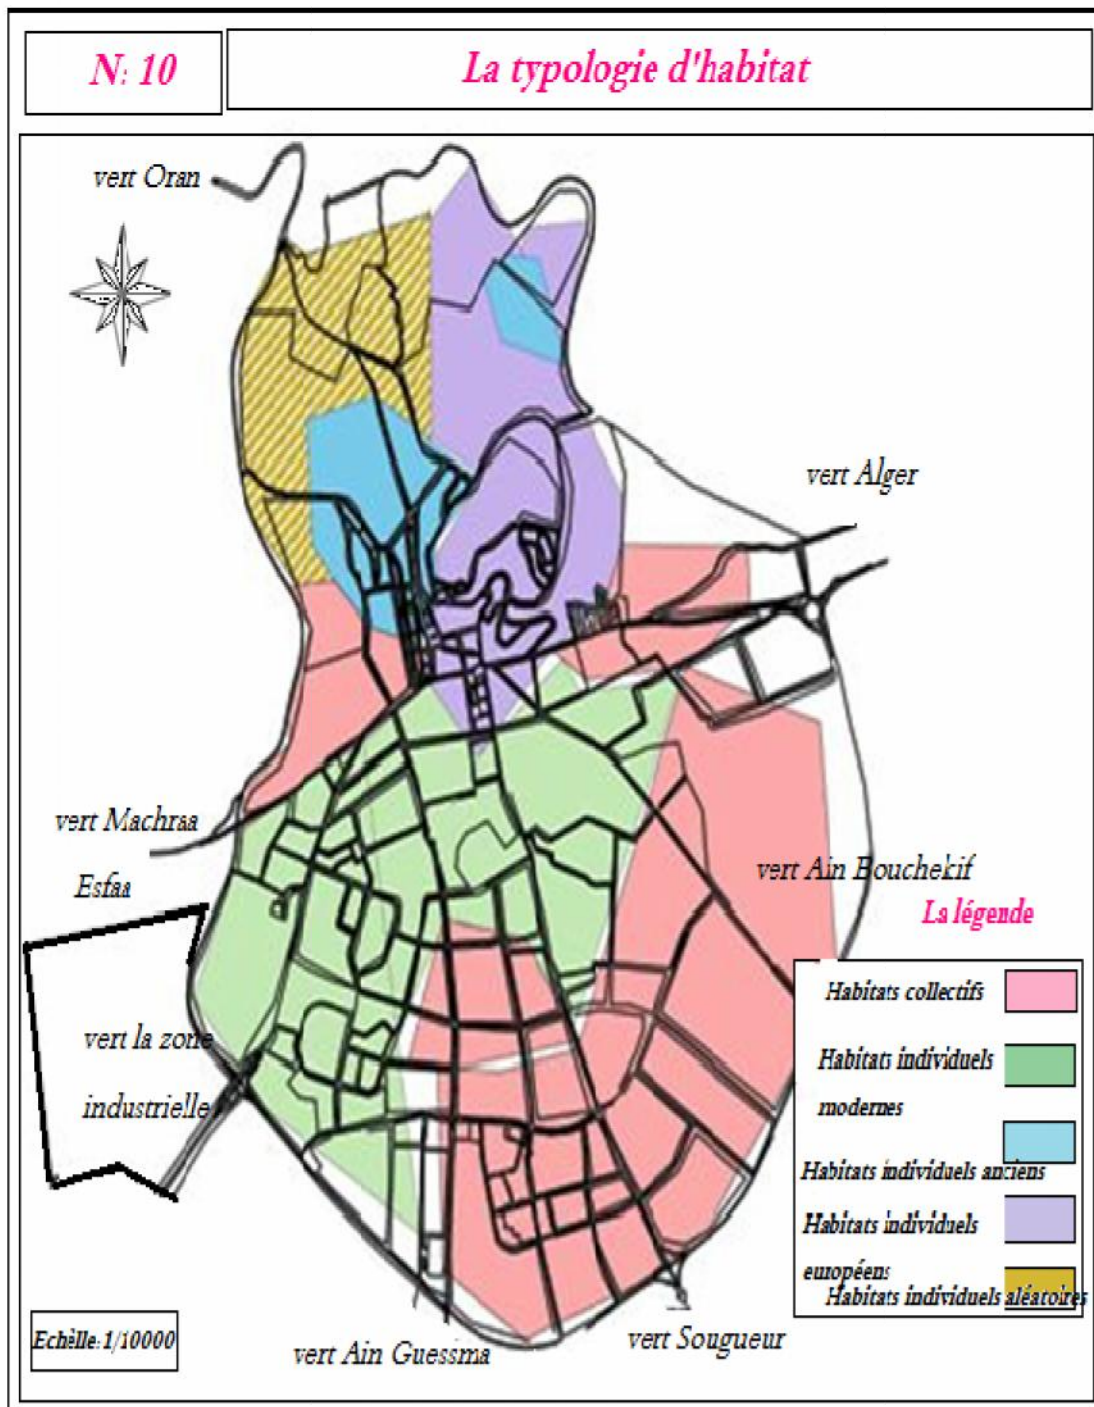 N: 10
La typologie d'habitat
vert Oran
vert Alger
vert Machraa
Esfaa
vert Ain Bouchekif
La légende
Habitats collectifs
Habitats individuels
modernes
Habitats individuels anciens
Habitats individuels
européens
Habitats individuels aléatoires
vert la zone
industrielle
Echèlle: 1/10000
vert Ain Guessma
vert Sougueur